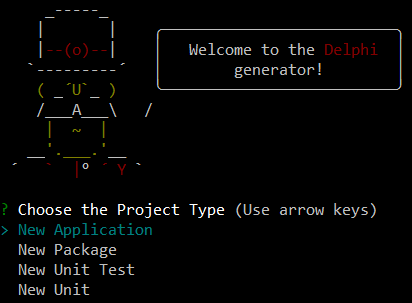 Welcome to the Delphi
generator!
? Choose the Project Type (Use arrow keys)
> New Application
New Package
New Unit Test
New Unit